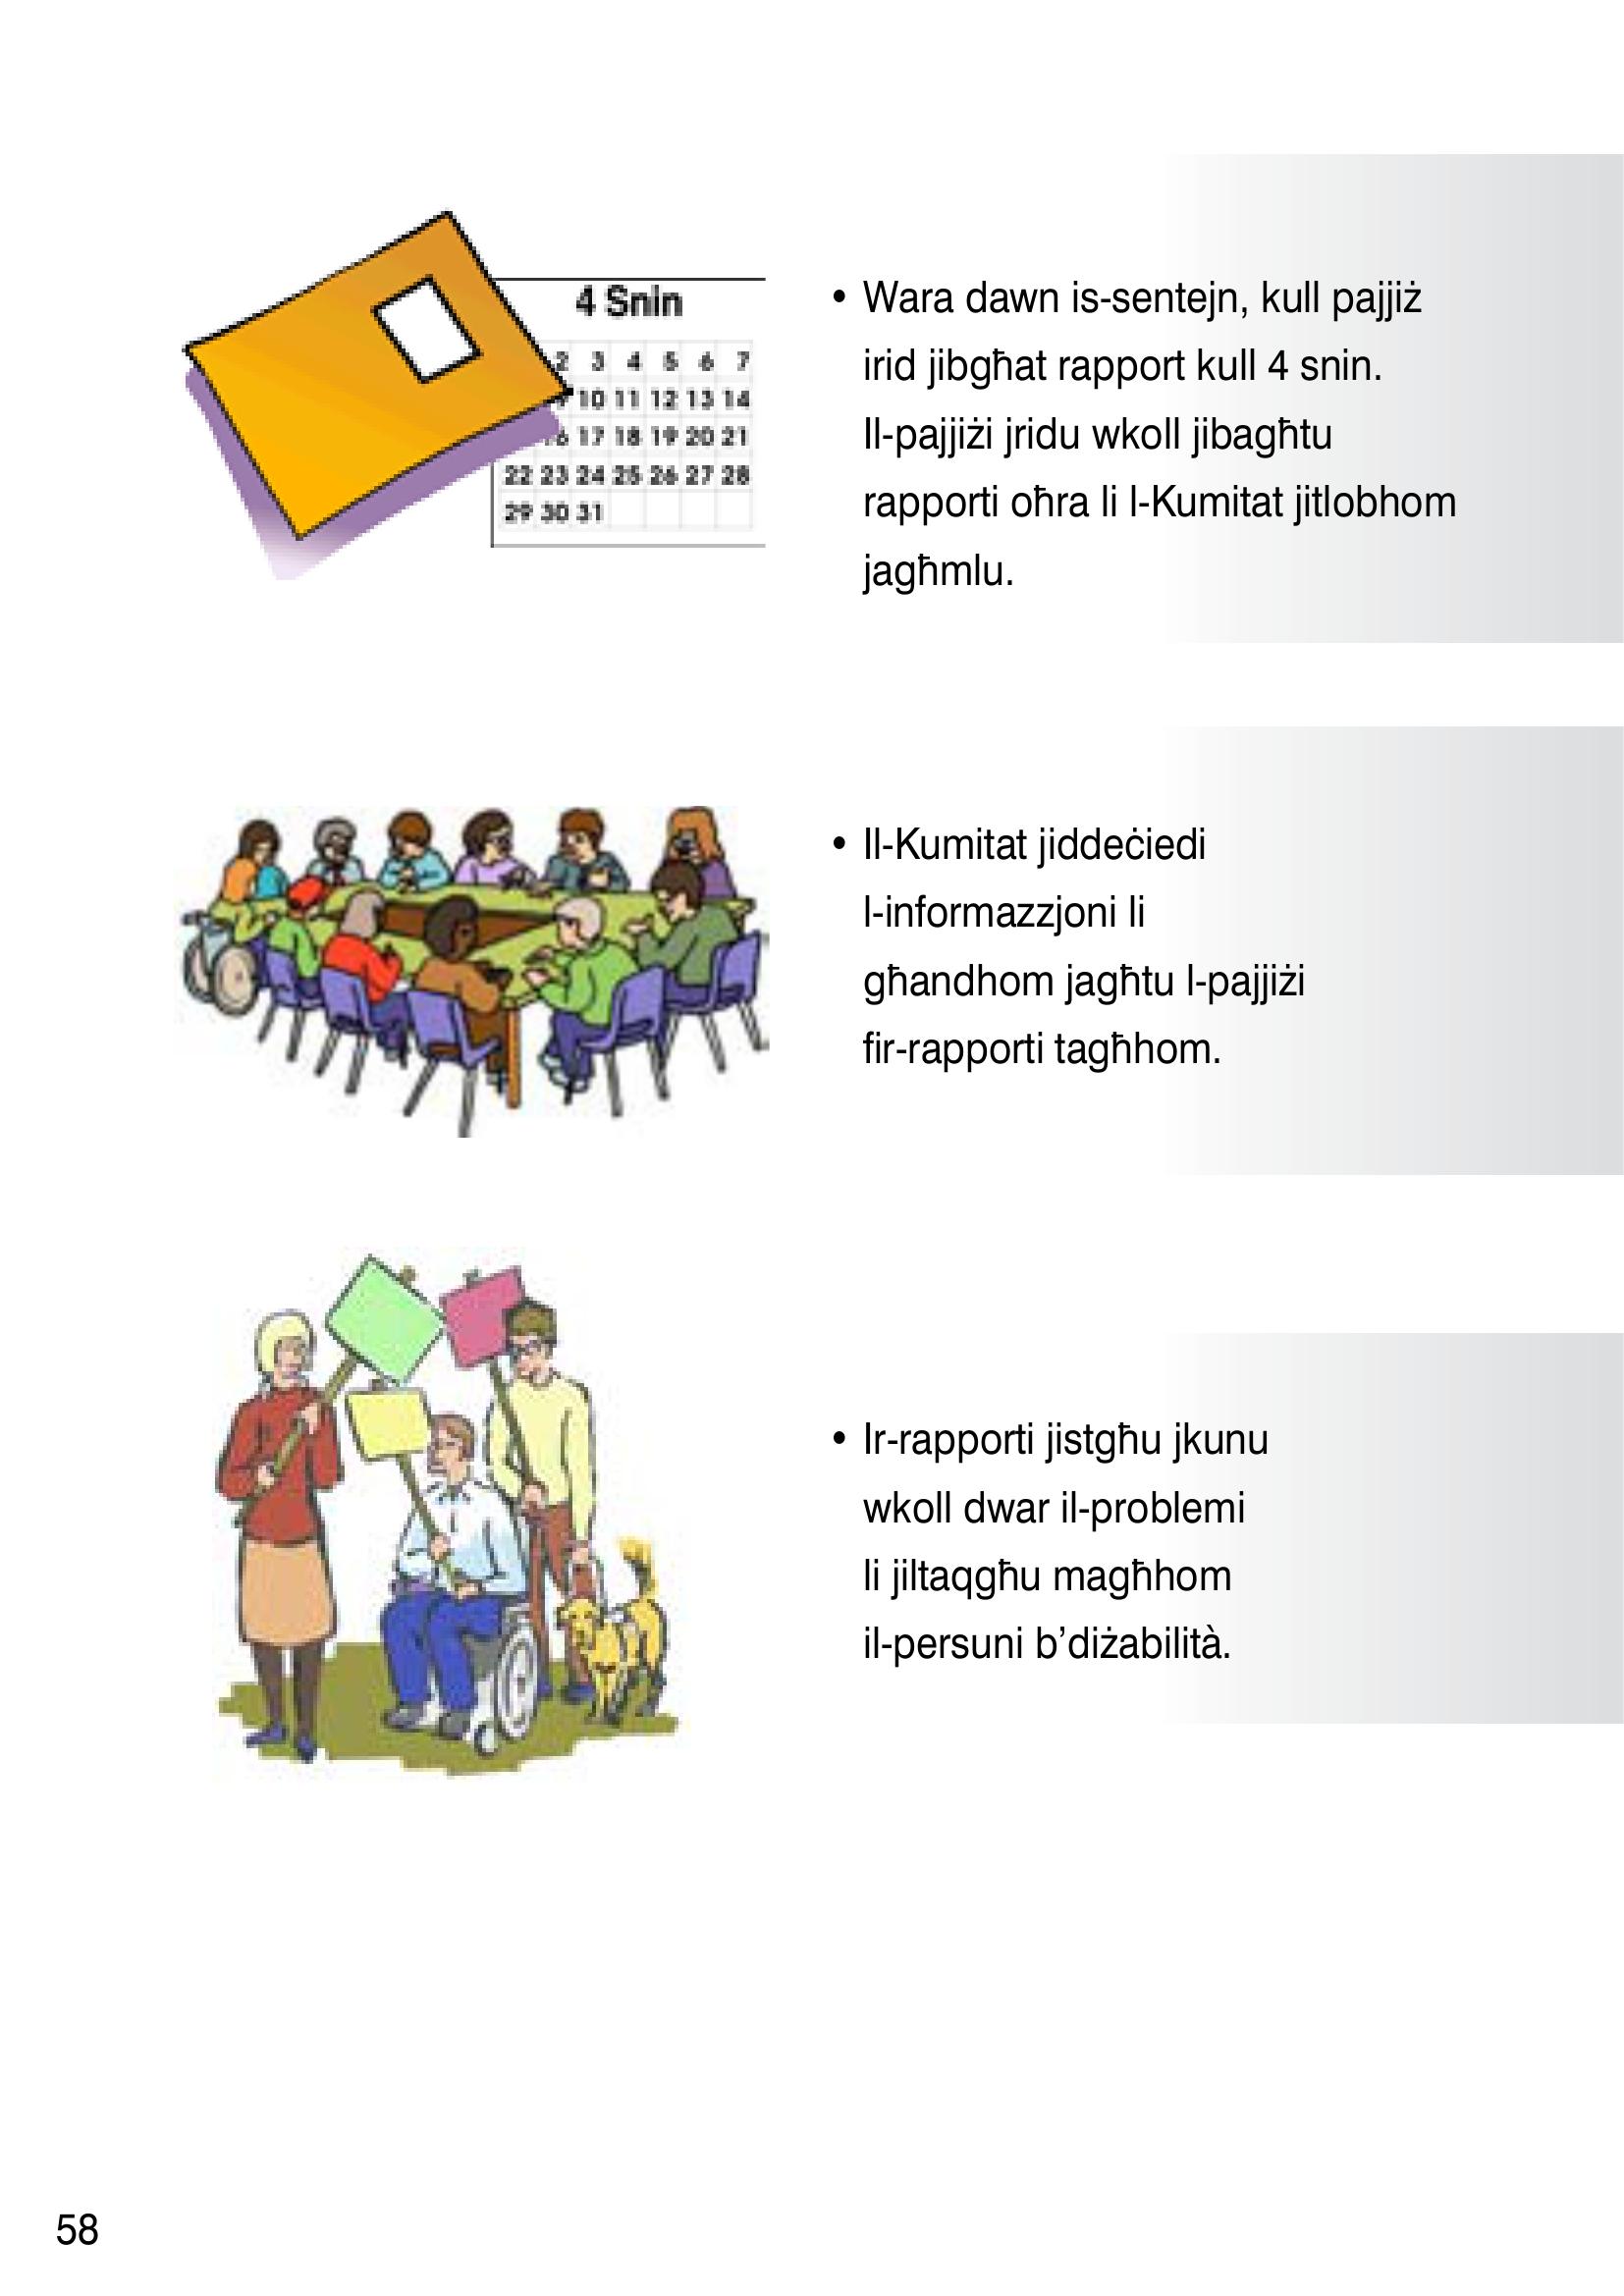 4 Snin
2 3 4 5 6 7
10 11 12 13 14
16 17 18 19 20 21
22 23 24 25 26 27 28
29 30 31
• Wara dawn is-sentejn, kull pajjiż
irid jibgħat rapport kull 4 snin.
Il-pajjiżi jridu wkoll jibagħtu
rapporti oħra li l-Kumitat jitlobhom
jagħmlu.
• Il-Kumitat jiddeċiedi
l-informazzjoni li
għandhom jagħtu l-pajjiżi
fir-rapporti tagħhom.
• Ir-rapporti jistgħu jkunu
wkoll dwar il-problemi
li jiltaqgħu magħhom
il-persuni b’diżabilità.
58